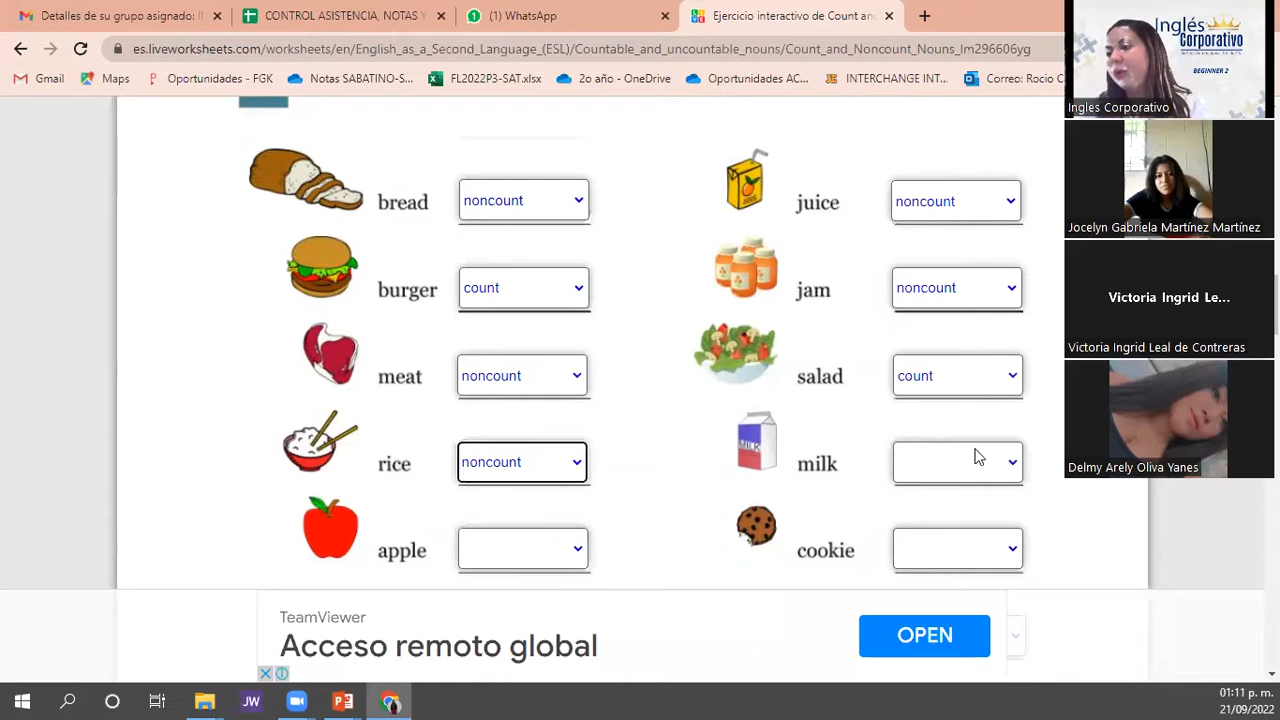 Detalles de su grupo asignado: I
CONTROL ASISTENCIA, NOTAS Y
(1) WhatsApp
Ejercicio interactivo de Count an
es.liveworksheets.com/worksheets/en/English_as_a_Second_Language_(ESL)/Countable_and_uncountable_nouns/Count_and_Noncount_Nouns_lm296606yg
Gmail
Maps
Oportunidades - FGK
Notas SABATINO-S...
FL2022P3-SAT.xlsx
2o año - OneDrive
Oportunidades AC...
INTERCHANGE INT...
Correo: Rocio C
bread noncount
juice noncount
burger count
jam noncount
meat noncount
salad count
rice noncount
MILK
milk
apple
cookie
TeamViewer
Acceso remoto global
OPEN
Inglés
Corporativo
BEGINNER 2
Ingles Corporativo
Jocelyn Gabriela Martínez Martínez
Victoria Ingrid Le...
Victoria Ingrid Leal de Contreras
Delmy Arely Oliva Yanes
JW
01:11 p. m.
21/09/2022